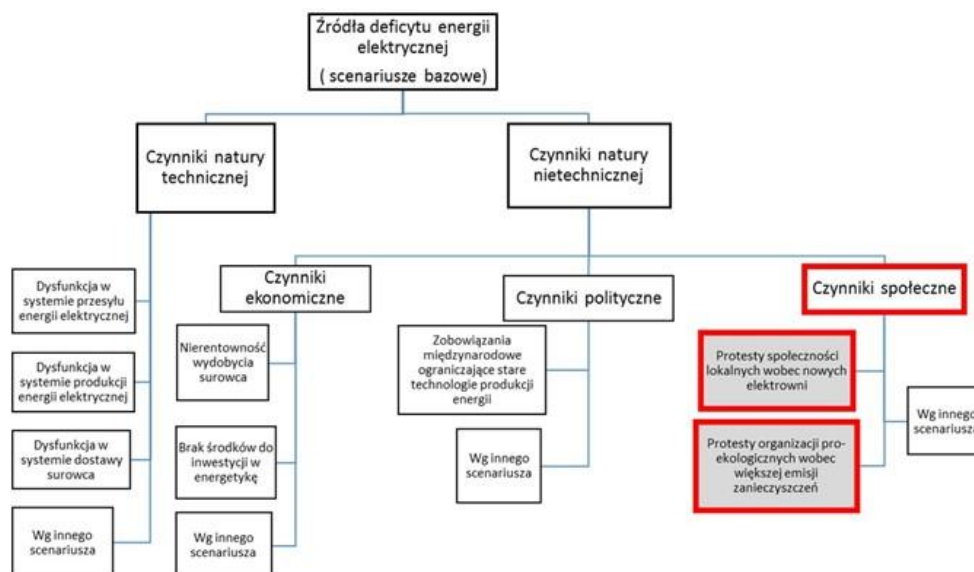 Źródła deficytu energii
elektrycznej
( scenariusze bazowe)
Czynniki natury
technicznej
Czynniki natury
nietechnicznej
Dysfunkcja w
systemie przesyłu
energii elektrycznej
Dysfunkcja w
systemie produkcji
energii elektrycznej
Dysfunkcja w
systemie dostawy
surowca
Wg innego
scenariusza
Czynniki
ekonomiczne
Nierentowność
wydobycia
surowca
Brak środków do
inwestycji w
energetykę
Wg innego
scenariusza
Czynniki polityczne
Zobowiązania
międzynarodowe
ograniczające stare
technologie produkcji
energii
Wg innego
scenariusza
Czynniki społeczne
Protesty społeczności
lokalnych wobec nowych
elektrowni
Protesty organizacji pro-
ekologicznych wobec
większej emisji
zanieczyszczeń
Wg innego
scenariusza